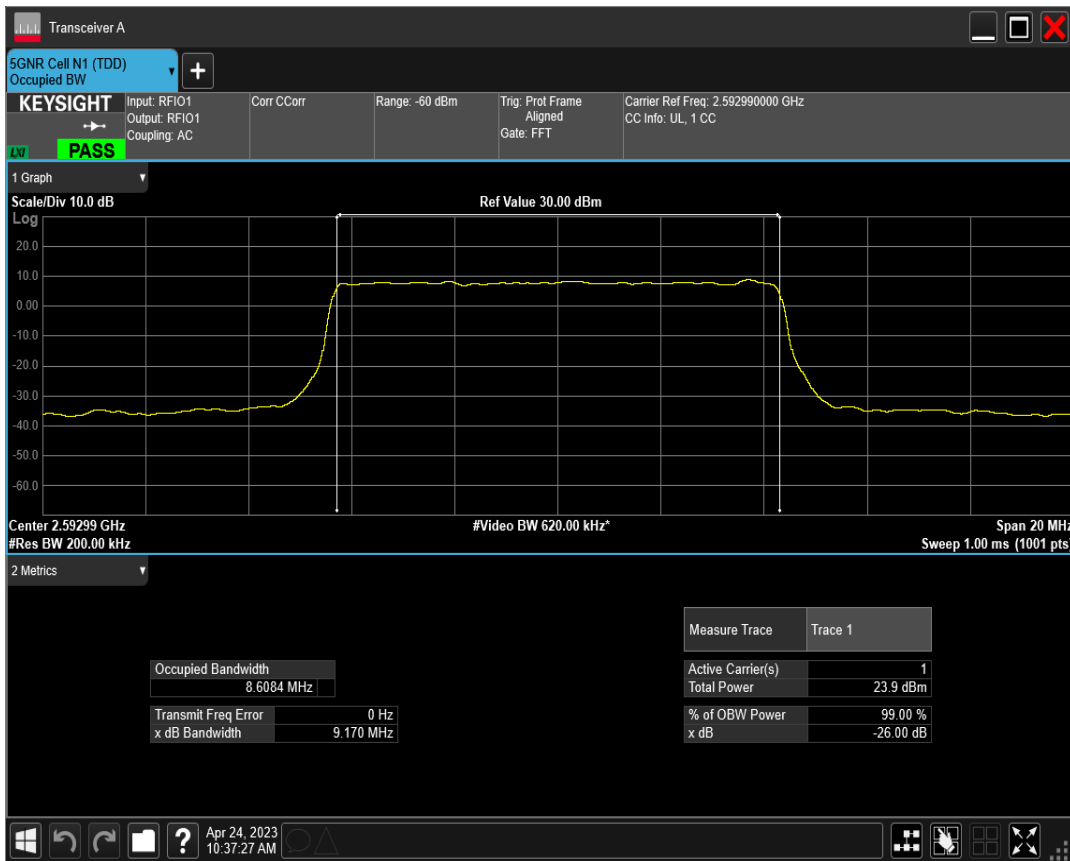 Transceiver A
5GNR Cell N1 (TDD)
Occupied BW
+
KEYSIGHT
LXI
PASS
Input: RFIO1
Output: RFIO1
Coupling: AC
Corr CCorr
Range: -60 dBm
Trig: Prot Frame
Aligned
Gate: FFT
Carrier Ref Freq: 2.592990000 GHz
CC Info: UL, 1 CC
1 Graph
Scale/Div 10.0 dB
Ref Value 30.00 dBm
Log
20.0
10.0
0.00
-10.0
-20.0
-30.0
-40.0
-50.0
-60.0
Center 2.59299 GHz
#Video BW 620.00 kHz*
Span 20 MHz
#Res BW 200.00 kHz
Sweep 1.00 ms (1001 pts)
2 Metrics
Measure Trace
Trace 1
Occupied Bandwidth
8.6084 MHz
Active Carrier(s)
1
Total Power
23.9 dBm
Transmit Freq Error
0 Hz
x dB Bandwidth
9.170 MHz
% of OBW Power
99.00 %
x dB
-26.00 dB
?
Apr 24, 2023
10:37:27 AM